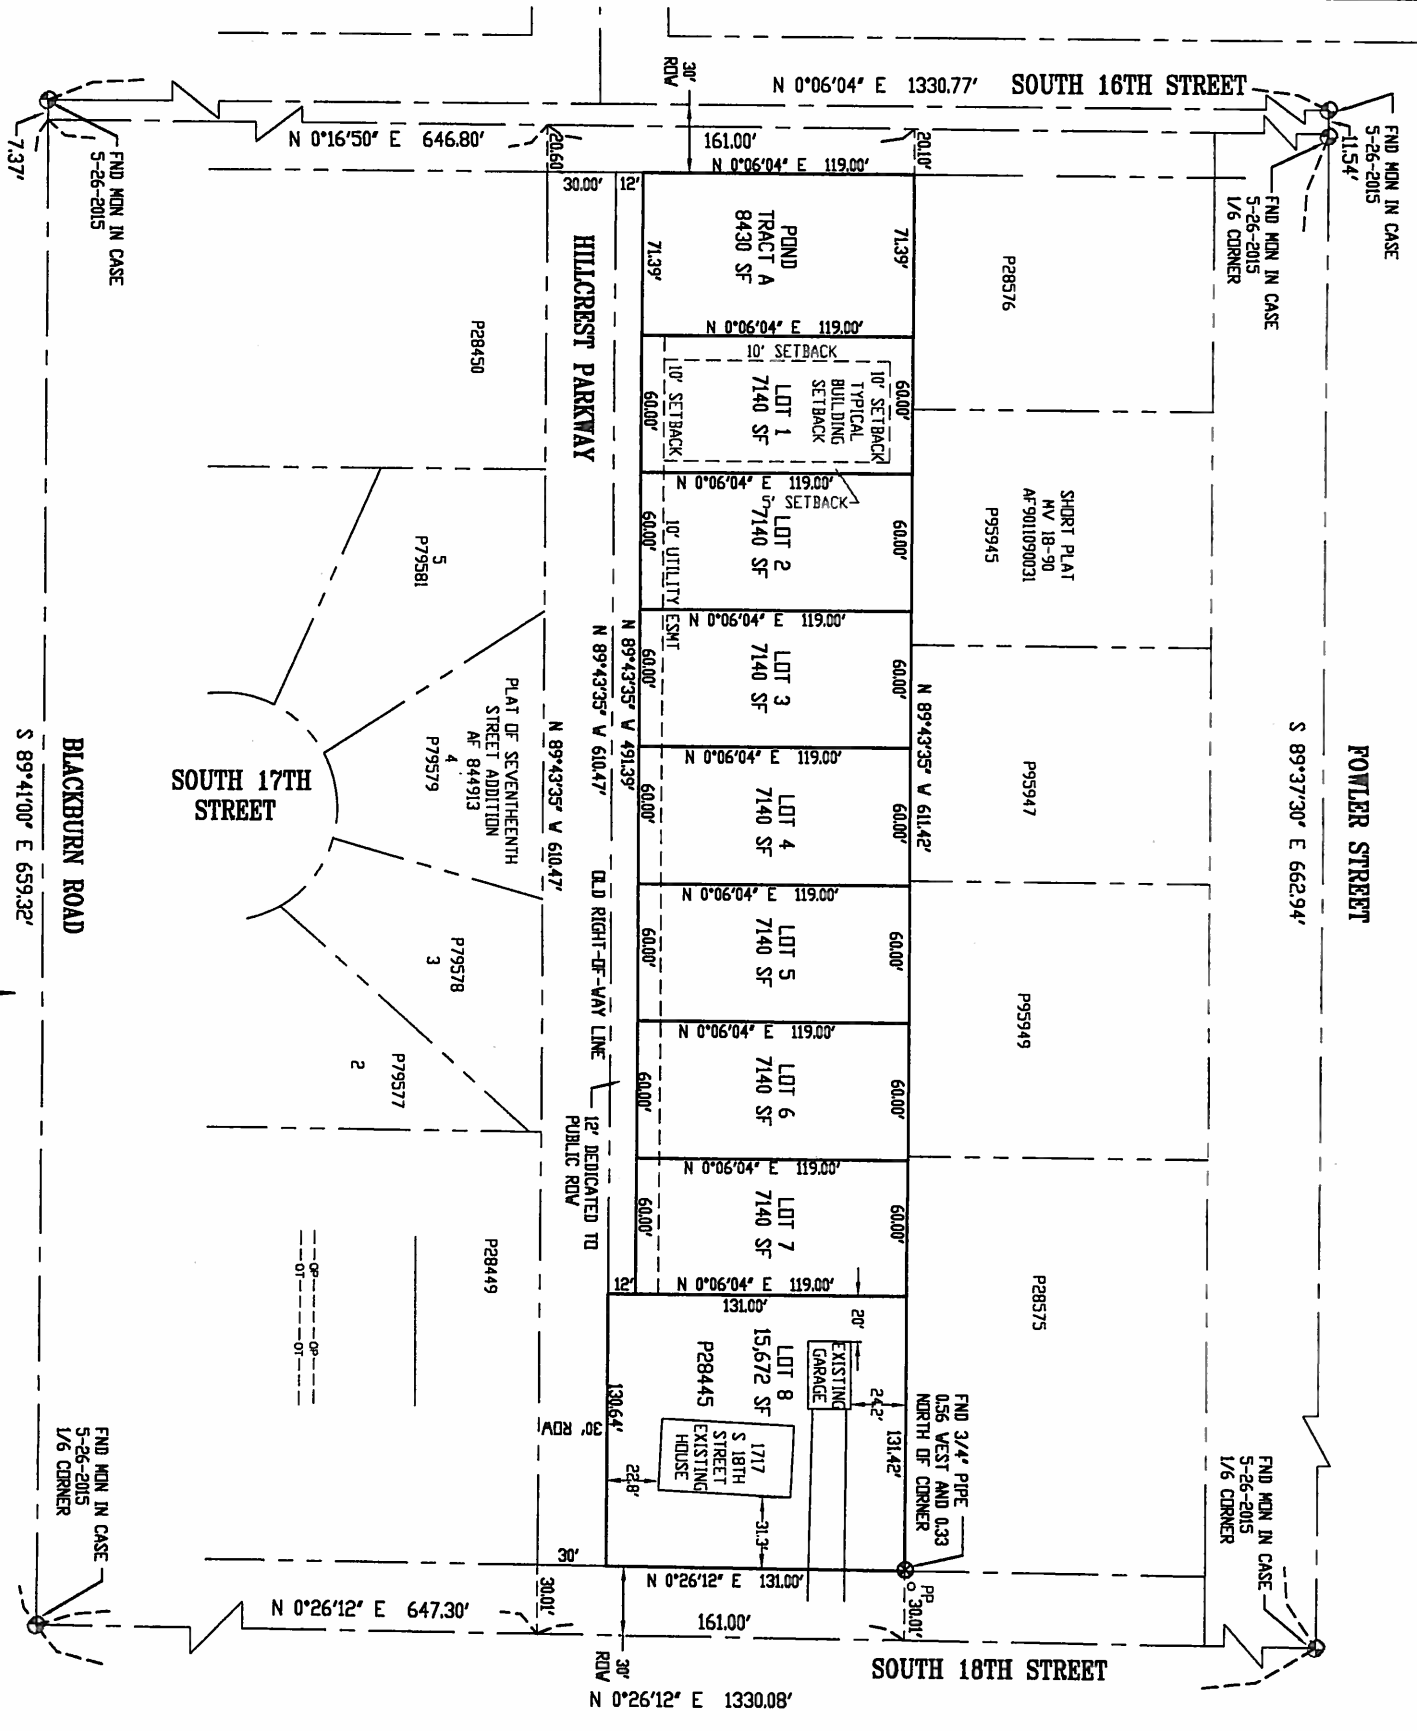 30'
ROW
N 0°06'04" E 1330.77'
SOUTH 16TH STREET
FND MON IN CASE
5-26-2015
11.54'
FND MON IN CASE
5-26-2015
1/6 CORNER
7.37'
FND MON IN CASE
5-26-2015
N 0°16'50" E 646.80'
20.60'
161.00'
20.10'
N 0°06'04" E 119.00'
30.00'
12'
HILLCREST PARKWAY
POND
TRACT A
8430 SF
71.39'
71.39'
N 0°06'04" E 119.00'
P28576
P28450
10' SETBACK
10' SETBACK
TYPICAL
BUILDING
SETBACK
10' SETBACK
LOT 1
7140 SF
60.00'
60.00'
N 0°06'04" E 119.00'
5' SETBACK
LOT 2
7140 SF
60.00'
60.00'
10' UTILITY ESMT
N 0°06'04" E 119.00'
SHORT PLAT
MV 18-90
AF9011090031
P95945
5
P79581
LOT 3
7140 SF
60.00'
60.00'
N 0°06'04" E 119.00'
N 89°43'35" W 491.39'
N 89°43'35" W 610.47'
N 89°43'35" W 611.42'
N 89°43'35" W 610.47'
PLAT OF SEVENTHEENTH
STREET ADDITION
AF 844913
4
P79579
SOUTH 17TH
STREET
BLACKBURN ROAD
S 89°41'00" E 659.32'
FOWLER STREET
S 89°37'30" E 662.94'
P95947
LOT 4
7140 SF
60.00'
60.00'
N 0°06'04" E 119.00'
OLD RIGHT-OF-WAY LINE
LOT 5
7140 SF
60.00'
60.00'
N 0°06'04" E 119.00'
P79578
3
P95949
LOT 6
7140 SF
60.00'
60.00'
N 0°06'04" E 119.00'
P79577
2
12' DEDICATED TO
PUBLIC ROW
LOT 7
7140 SF
60.00'
60.00'
12'
N 0°06'04" E 119.00'
P28449
OP OP
OT OT
P28575
131.00'
20'
EXISTING
GARAGE
24.2'
LOT 8
15,672 SF
P28445
130.64'
30' ROW
131.42'
FND 3/4" PIPE
0.56 WEST AND 0.33
NORTH OF CORNER
1717
S 18TH
STREET
EXISTING
HOUSE
22.8'
31.3'
30'
N 0°26'12" E 131.00'
PP
30.01'
30.01'
N 0°26'12" E 647.30'
161.00'
FND MON IN CASE
5-26-2015
1/6 CORNER
FND MON IN CASE
5-26-2015
1/6 CORNER
30'
ROW
SOUTH 18TH STREET
N 0°26'12" E 1330.08'